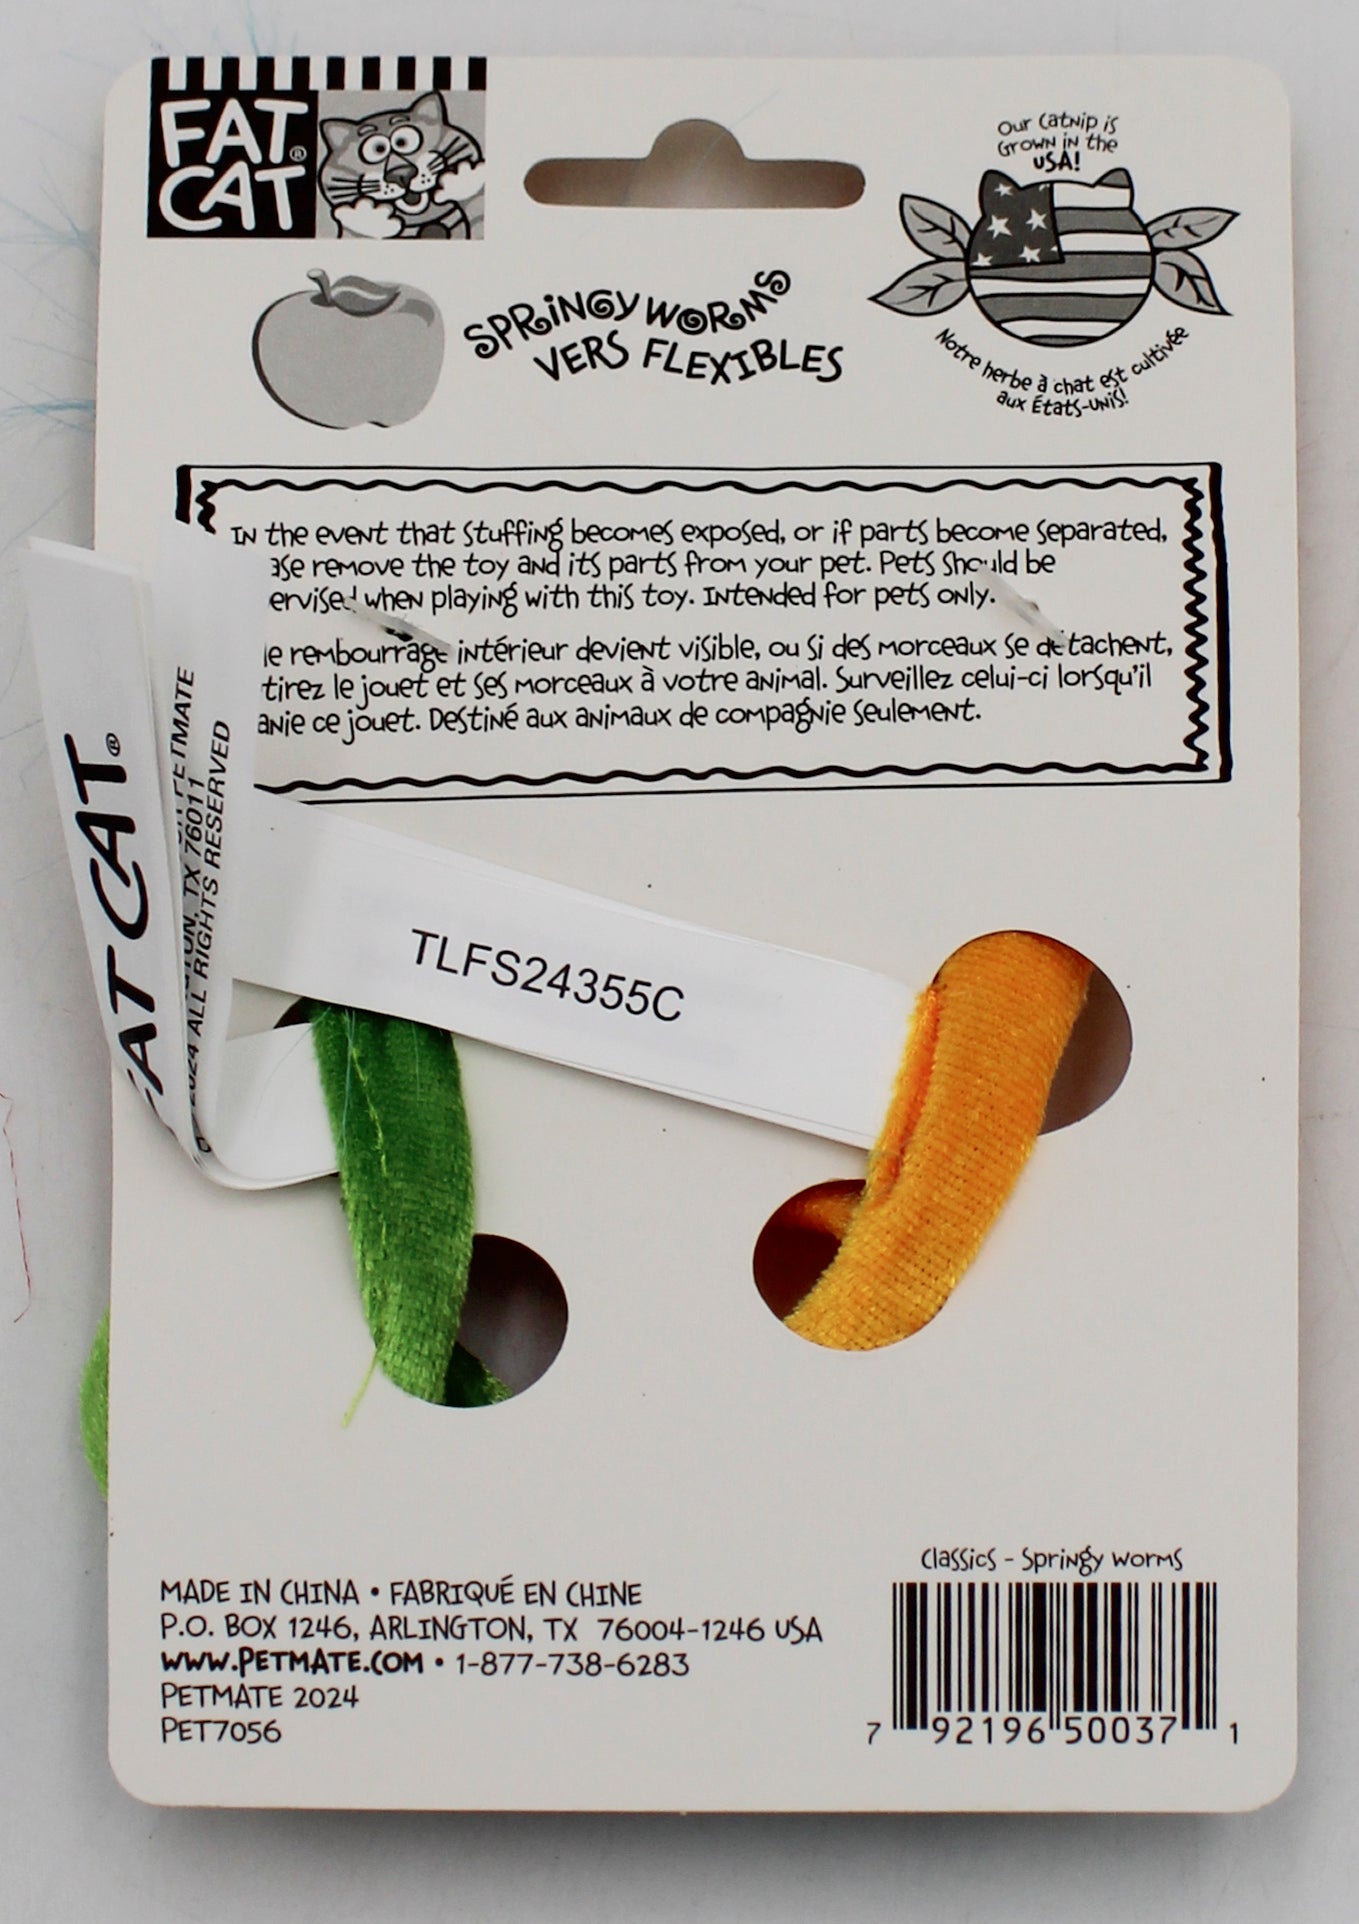 FAT
CAT®
Our Catnip is
Grown in the
USA!
SPRINGY WORMS
VERS FLEXIBLES
Notre herbe à chat est cultivée
aux États-Unis!
In the event that stuffing becomes exposed, or if parts become separated,
remove the toy and its parts from your pet. Pets should be
when playing with this toy. Intended for pets only.
le rembourrage intérieur devient visible, ou si des morceaux se détachent,
tirez le jouet et ses morceaux à votre animal. Surveillez celui-ci lorsqu'il
ce jouet. Destiné aux animaux de compagnie seulement.
CAT®
PETMATE
TX 76011
2024 ALL RIGHTS RESERVED
TLFS24355C
Classics - Springy Worms
MADE IN CHINA • FABRIQUÉ EN CHINE
P.O. BOX 1246, ARLINGTON, TX 76004-1246 USA
WWW.PETMATE.COM • 1-877-738-6283
PETMATE 2024
PET7056
7 92196 50037 1